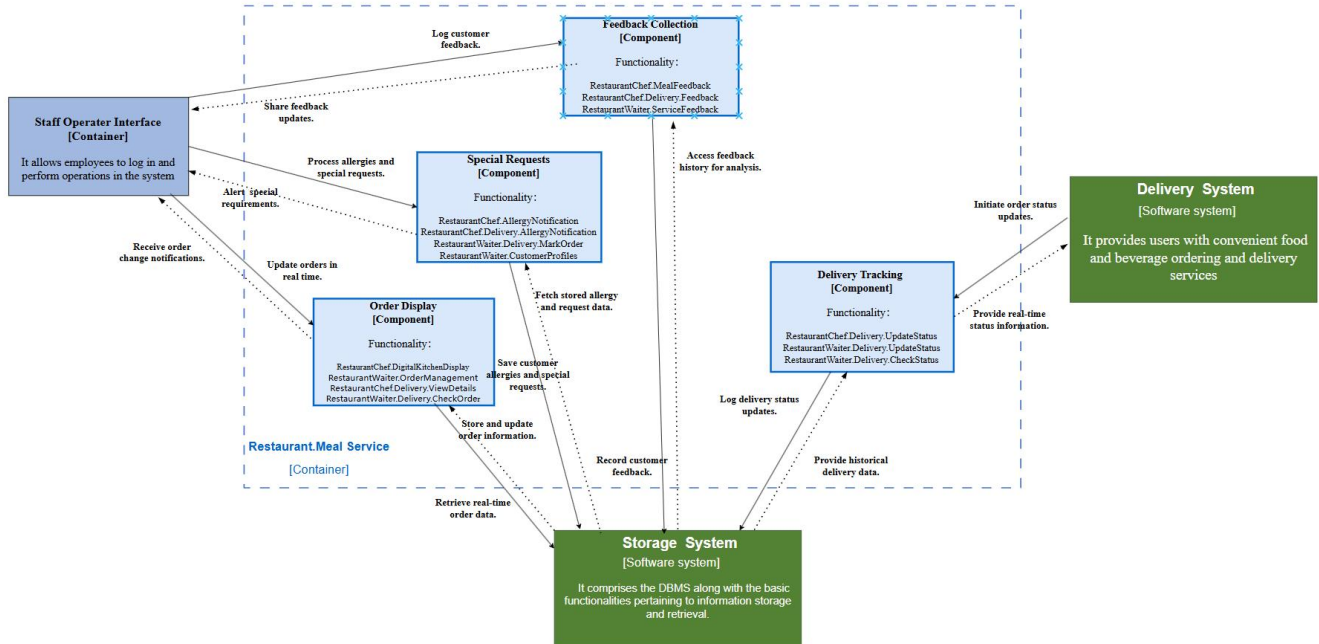 Feedback Collection
[Component]
Functionality:
RestaurantChef.MealFeedback
RestaurantChef.Delivery.Feedback
RestaurantWaiter.ServiceFeedback
Log customer
feedback.
Share feedback
updates.
Staff Operater Interface
[Container]
It allows employees to log in and
perform operations in the system
Process allergies and
special requests.
Alert special
requirements.
Special Requests
[Component]
Functionality:
RestaurantChef.AllergyNotification
RestaurantChef.Delivery.AllergyNotification
RestaurantWaiter.Delivery.MarkOrder
RestaurantWaiter.CustomerProfiles
Access feedback
history for analysis.
Delivery System
[Software system]
It provides users with convenient food
and beverage ordering and delivery
services
Initiate order status
updates.
Receive order
change notifications.
Update orders in
real time.
Delivery Tracking
[Component]
Functionality:
RestaurantChef.Delivery.UpdateStatus
RestaurantWaiter.Delivery.UpdateStatus
RestaurantWaiter.Delivery.CheckStatus
Provide real-time
status information.
Order Display
[Component]
Functionality:
RestaurantChef.DigitalKitchenDisplay
RestaurantWaiter.OrderManagement
RestaurantChef.Delivery.ViewDetails
RestaurantWaiter.Delivery.CheckOrder
Fetch stored allergy
and request data.
Save customer
allergies and special
requests.
Log delivery status
updates.
Store and update
order information.
Restaurant.Meal Service
[Container]
Record customer
feedback.
Provide historical
delivery data.
Retrieve real-time
order data.
Storage System
[Software system]
It comprises the DBMS along with the basic
functionalities pertaining to information storage
and retrieval.